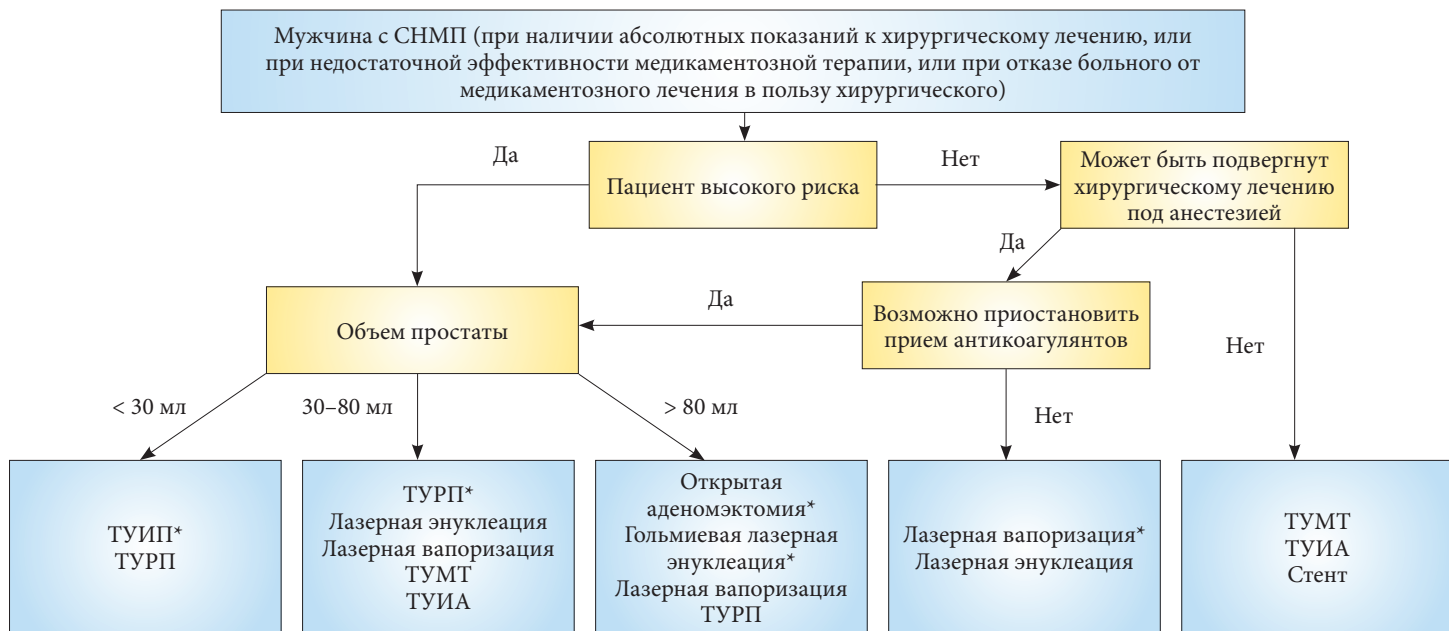 Мужчина с СНМП (при наличии абсолютных показаний к хирургическому лечению, или
при недостаточной эффективности медикаментозной терапии, или при отказе больного от
медикаментозного лечения в пользу хирургического)
Да
Пациент высокого риска
Нет
Может быть подвергнут
хирургическому лечению
под анестезией
Да
Объем простаты
Да
Возможно приостановить
прием антикоагулянтов
Нет
< 30 мл
30–80 мл
> 80 мл
Нет
ТУИП*
ТУРП
ТУРП*
Лазерная энуклеация
Лазерная вапоризация
ТУМТ
ТУИА
Открытая
аденомэктомия*
Гольмиевая лазерная
энуклеация*
Лазерная вапоризация
ТУРП
Лазерная вапоризация*
Лазерная энуклеация
ТУМТ
ТУИА
Стент